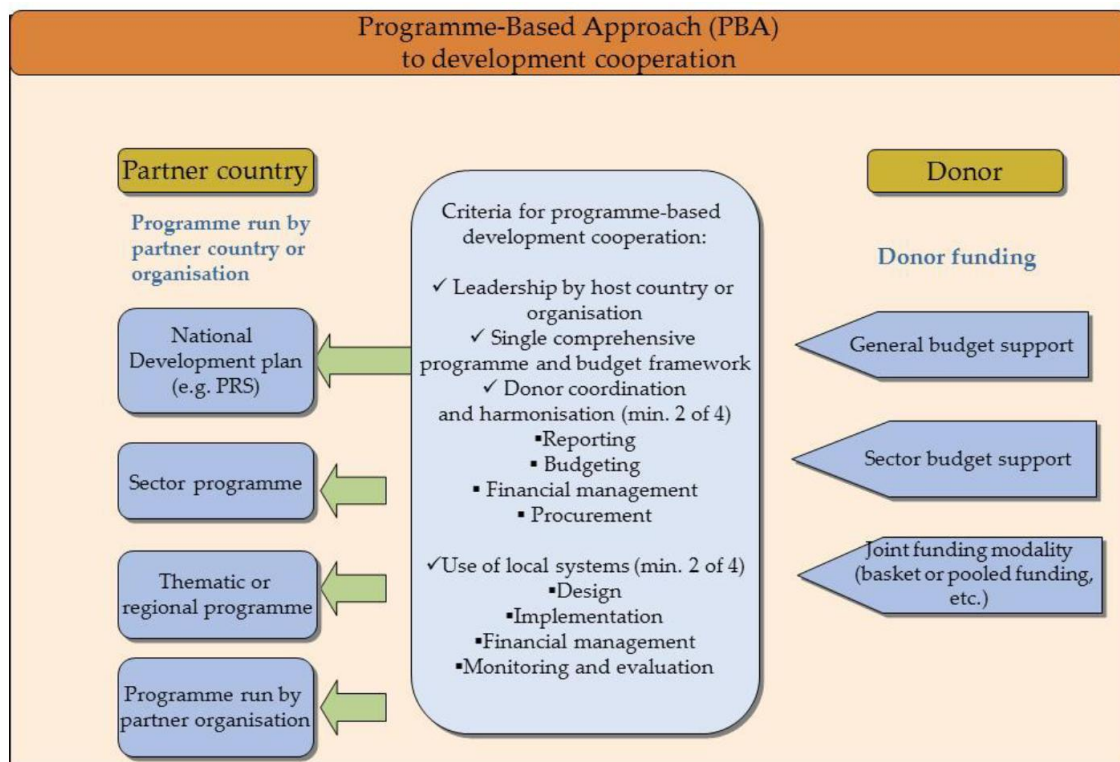 Programme-Based Approach (PBA)
to development cooperation
Partner country
Programme run by
partner country or
organisation
National
Development plan
(e.g. PRS)
Sector programme
Thematic or
regional programme
Programme run by
partner organisation
Criteria for programme-based
development cooperation:
✓ Leadership by host country or
organisation
✓ Single comprehensive
programme and budget framework
✓ Donor coordination
and harmonisation (min. 2 of 4)
▪Reporting
▪ Budgeting
▪ Financial management
▪ Procurement
✓Use of local systems (min. 2 of 4)
▪Design
▪Implementation
▪Financial management
▪Monitoring and evaluation
Donor
Donor funding
General budget support
Sector budget support
Joint funding modality
(basket or pooled funding,
etc.)